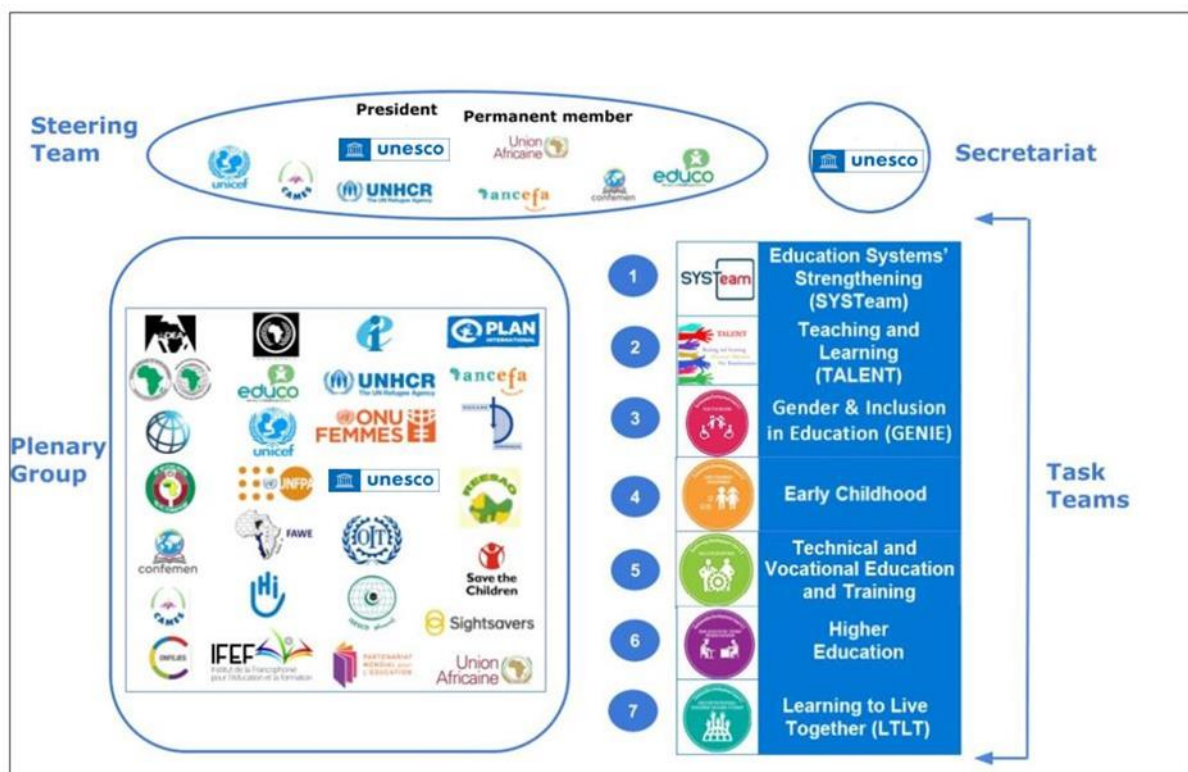 President
Permanent member
Steering
Team
unicef
CAMES
unesco
UNHCR
The UN Refugee Agency
Union
Africaine
ancefa
confemen
educo
unesco
Secretariat
Plenary
Group
PLAN
INTERNATIONAL
educo
UNHCR
The UN Refugee Agency
ancefa
unicef
ONU
FEMMES
UNFPA
unesco
REESAO
confemen
FAWE
OIT
Save the
Children
CAMES
Hi
Sightsavers
CONFEJES
IFEF
Institut de la Francophonie
pour l'éducation et la formation
PARTENARIAT
MONDIAL pour
L'ÉDUCATION
Union
Africaine
1
SYSTeam
Education Systems'
Strengthening
(SYSTeam)
2
TALENT
Teaching and
Learning
(TALENT)
3
Gender & Inclusion
in Education (GENIE)
4
Early Childhood
5
Technical and
Vocational Education
and Training
6
Higher
Education
7
Learning to Live
Together (LTLT)
Task
Teams